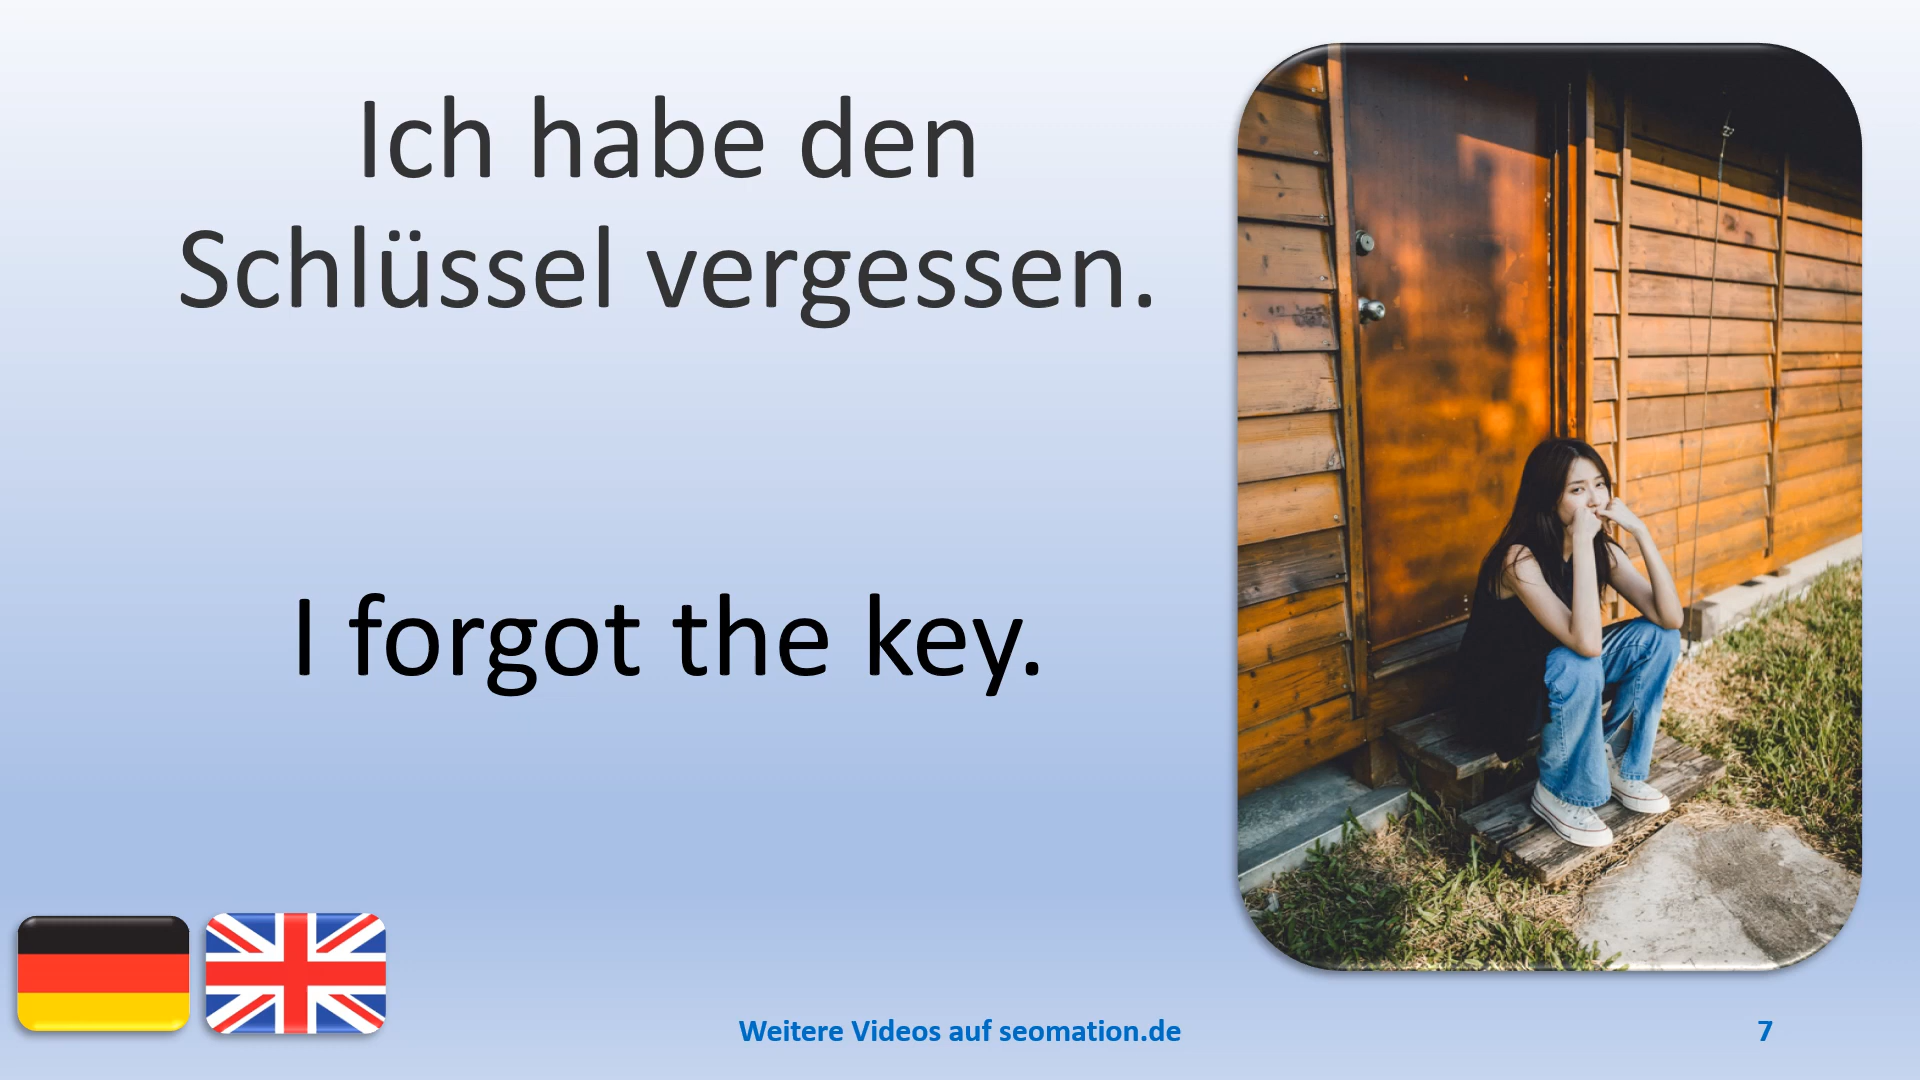 Ich habe den
Schlüssel vergessen.
I forgot the key.
Weitere Videos auf seomation.de
7